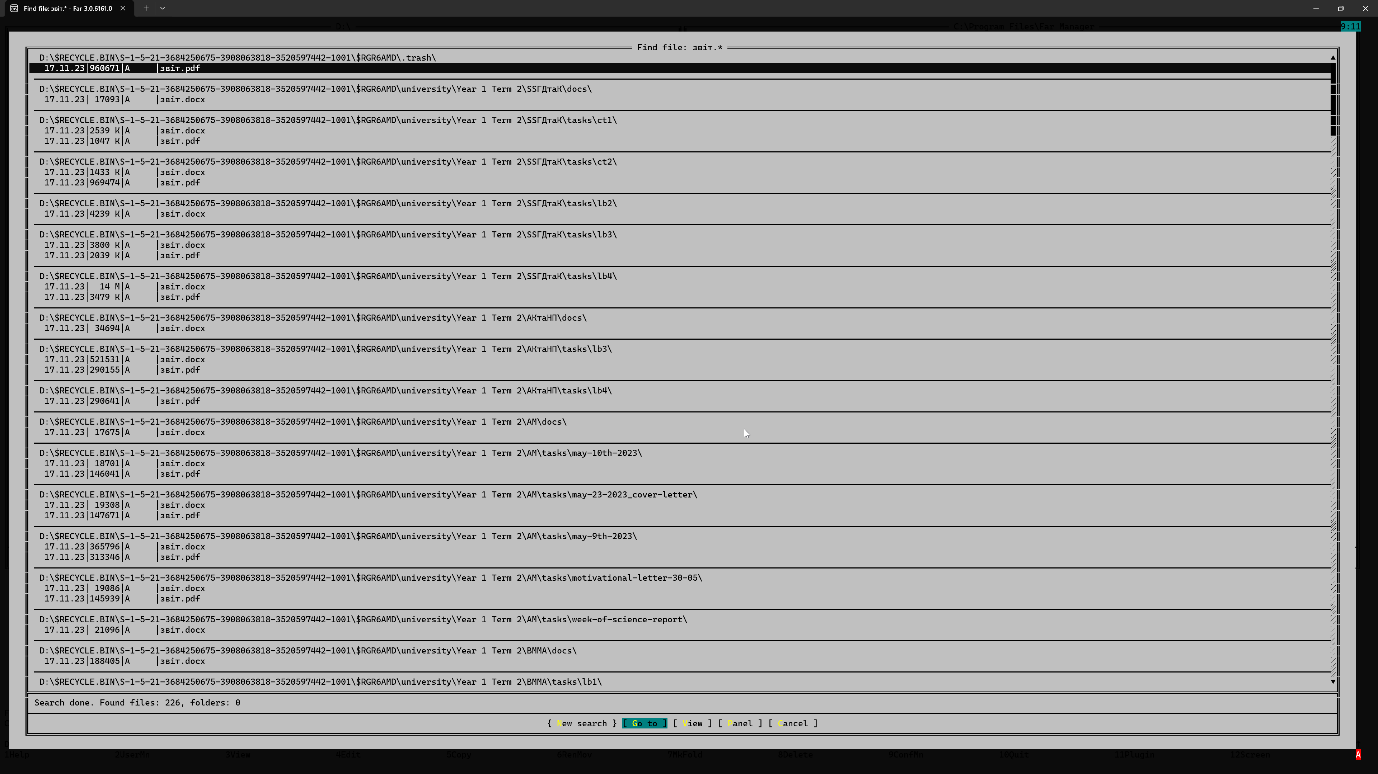 Find file: звіт.* - Far 3.0.6161.0
9:11
Find file: звіт.*
D:\$RECYCLE.BIN\S-1-5-21-3684250675-3908063818-3520597442-1001\$RGR6AMD\.trash\
17.11.23|960671|A |звіт.pdf
D:\$RECYCLE.BIN\S-1-5-21-3684250675-3908063818-3520597442-1001\$RGR6AMD\university\Year 1 Term 2\SSГДтаК\docs\
17.11.23| 17093|A |звіт.docx
D:\$RECYCLE.BIN\S-1-5-21-3684250675-3908063818-3520597442-1001\$RGR6AMD\university\Year 1 Term 2\SSГДтаК\tasks\ct1\
17.11.23|2539 K|A |звіт.docx
17.11.23|1047 K|A |звіт.pdf
D:\$RECYCLE.BIN\S-1-5-21-3684250675-3908063818-3520597442-1001\$RGR6AMD\university\Year 1 Term 2\SSГДтаК\tasks\ct2\
17.11.23|1433 K|A |звіт.docx
17.11.23|969474|A |звіт.pdf
D:\$RECYCLE.BIN\S-1-5-21-3684250675-3908063818-3520597442-1001\$RGR6AMD\university\Year 1 Term 2\SSГДтаК\tasks\lb2\
17.11.23|4239 K|A |звіт.docx
D:\$RECYCLE.BIN\S-1-5-21-3684250675-3908063818-3520597442-1001\$RGR6AMD\university\Year 1 Term 2\SSГДтаК\tasks\lb3\
17.11.23|3800 K|A |звіт.docx
17.11.23|2039 K|A |звіт.pdf
D:\$RECYCLE.BIN\S-1-5-21-3684250675-3908063818-3520597442-1001\$RGR6AMD\university\Year 1 Term 2\SSГДтаК\tasks\lb4\
17.11.23|  14 M|A |звіт.docx
17.11.23|3479 K|A |звіт.pdf
D:\$RECYCLE.BIN\S-1-5-21-3684250675-3908063818-3520597442-1001\$RGR6AMD\university\Year 1 Term 2\АКтаНП\docs\
17.11.23| 34694|A |звіт.docx
D:\$RECYCLE.BIN\S-1-5-21-3684250675-3908063818-3520597442-1001\$RGR6AMD\university\Year 1 Term 2\АКтаНП\tasks\lb3\
17.11.23|521531|A |звіт.docx
17.11.23|290155|A |звіт.pdf
D:\$RECYCLE.BIN\S-1-5-21-3684250675-3908063818-3520597442-1001\$RGR6AMD\university\Year 1 Term 2\АКтаНП\tasks\lb4\
17.11.23|290641|A |звіт.pdf
D:\$RECYCLE.BIN\S-1-5-21-3684250675-3908063818-3520597442-1001\$RGR6AMD\university\Year 1 Term 2\АМ\docs\
17.11.23| 17675|A |звіт.docx
D:\$RECYCLE.BIN\S-1-5-21-3684250675-3908063818-3520597442-1001\$RGR6AMD\university\Year 1 Term 2\АМ\tasks\may-10th-2023\
17.11.23| 18701|A |звіт.docx
17.11.23|146041|A |звіт.pdf
D:\$RECYCLE.BIN\S-1-5-21-3684250675-3908063818-3520597442-1001\$RGR6AMD\university\Year 1 Term 2\АМ\tasks\may-23-2023_cover-letter\
17.11.23| 19308|A |звіт.docx
17.11.23|147671|A |звіт.pdf
D:\$RECYCLE.BIN\S-1-5-21-3684250675-3908063818-3520597442-1001\$RGR6AMD\university\Year 1 Term 2\АМ\tasks\may-9th-2023\
17.11.23|365796|A |звіт.docx
17.11.23|313346|A |звіт.pdf
D:\$RECYCLE.BIN\S-1-5-21-3684250675-3908063818-3520597442-1001\$RGR6AMD\university\Year 1 Term 2\АМ\tasks\motivational-letter-30-05\
17.11.23| 19086|A |звіт.docx
17.11.23|145939|A |звіт.pdf
D:\$RECYCLE.BIN\S-1-5-21-3684250675-3908063818-3520597442-1001\$RGR6AMD\university\Year 1 Term 2\АМ\tasks\week-of-science-report\
17.11.23| 21096|A |звіт.docx
D:\$RECYCLE.BIN\S-1-5-21-3684250675-3908063818-3520597442-1001\$RGR6AMD\university\Year 1 Term 2\ВММА\docs\
17.11.23|188405|A |звіт.docx
D:\$RECYCLE.BIN\S-1-5-21-3684250675-3908063818-3520597442-1001\$RGR6AMD\university\Year 1 Term 2\ВММА\tasks\lb1\
Search done. Found files: 226, folders: 0
{ New search } [ Go to ] [ View ] [ Panel ] [ Cancel ]
A